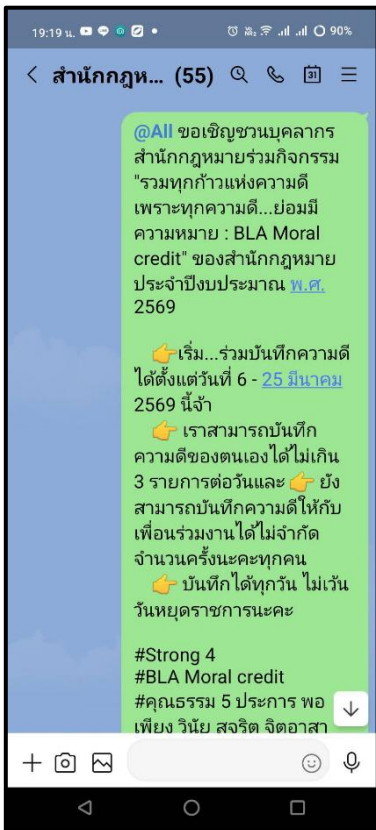 19:19 น.
90%
สำนักกฎห... (55)
31
@All ขอเชิญชวนบุคลากร
สำนักกฎหมายร่วมกิจกรรม
"รวมทุกก้าวแห่งความดี
เพราะทุกความดี...ย่อมมี
ความหมาย : BLA Moral
credit" ของสำนักกฎหมาย
ประจำปีงบประมาณ พ.ศ.
2569
👉เริ่ม...ร่วมบันทึกความดี
ได้ตั้งแต่วันที่ 6 - 25 มีนาคม
2569 นี้จ้า
👉 เราสามารถบันทึก
ความดีของตนเองได้ไม่เกิน
3 รายการต่อวันและ 👉 ยัง
สามารถบันทึกความดีให้กับ
เพื่อนร่วมงานได้ไม่จำกัด
จำนวนครั้งนะคะทุกคน
👉 บันทึกได้ทุกวัน ไม่เว้น
วันหยุดราชการนะคะ
#Strong 4
#BLA Moral credit
#คุณธรรม 5 ประการ พอ
เพียง วินัย สุจริต จิตอาสา